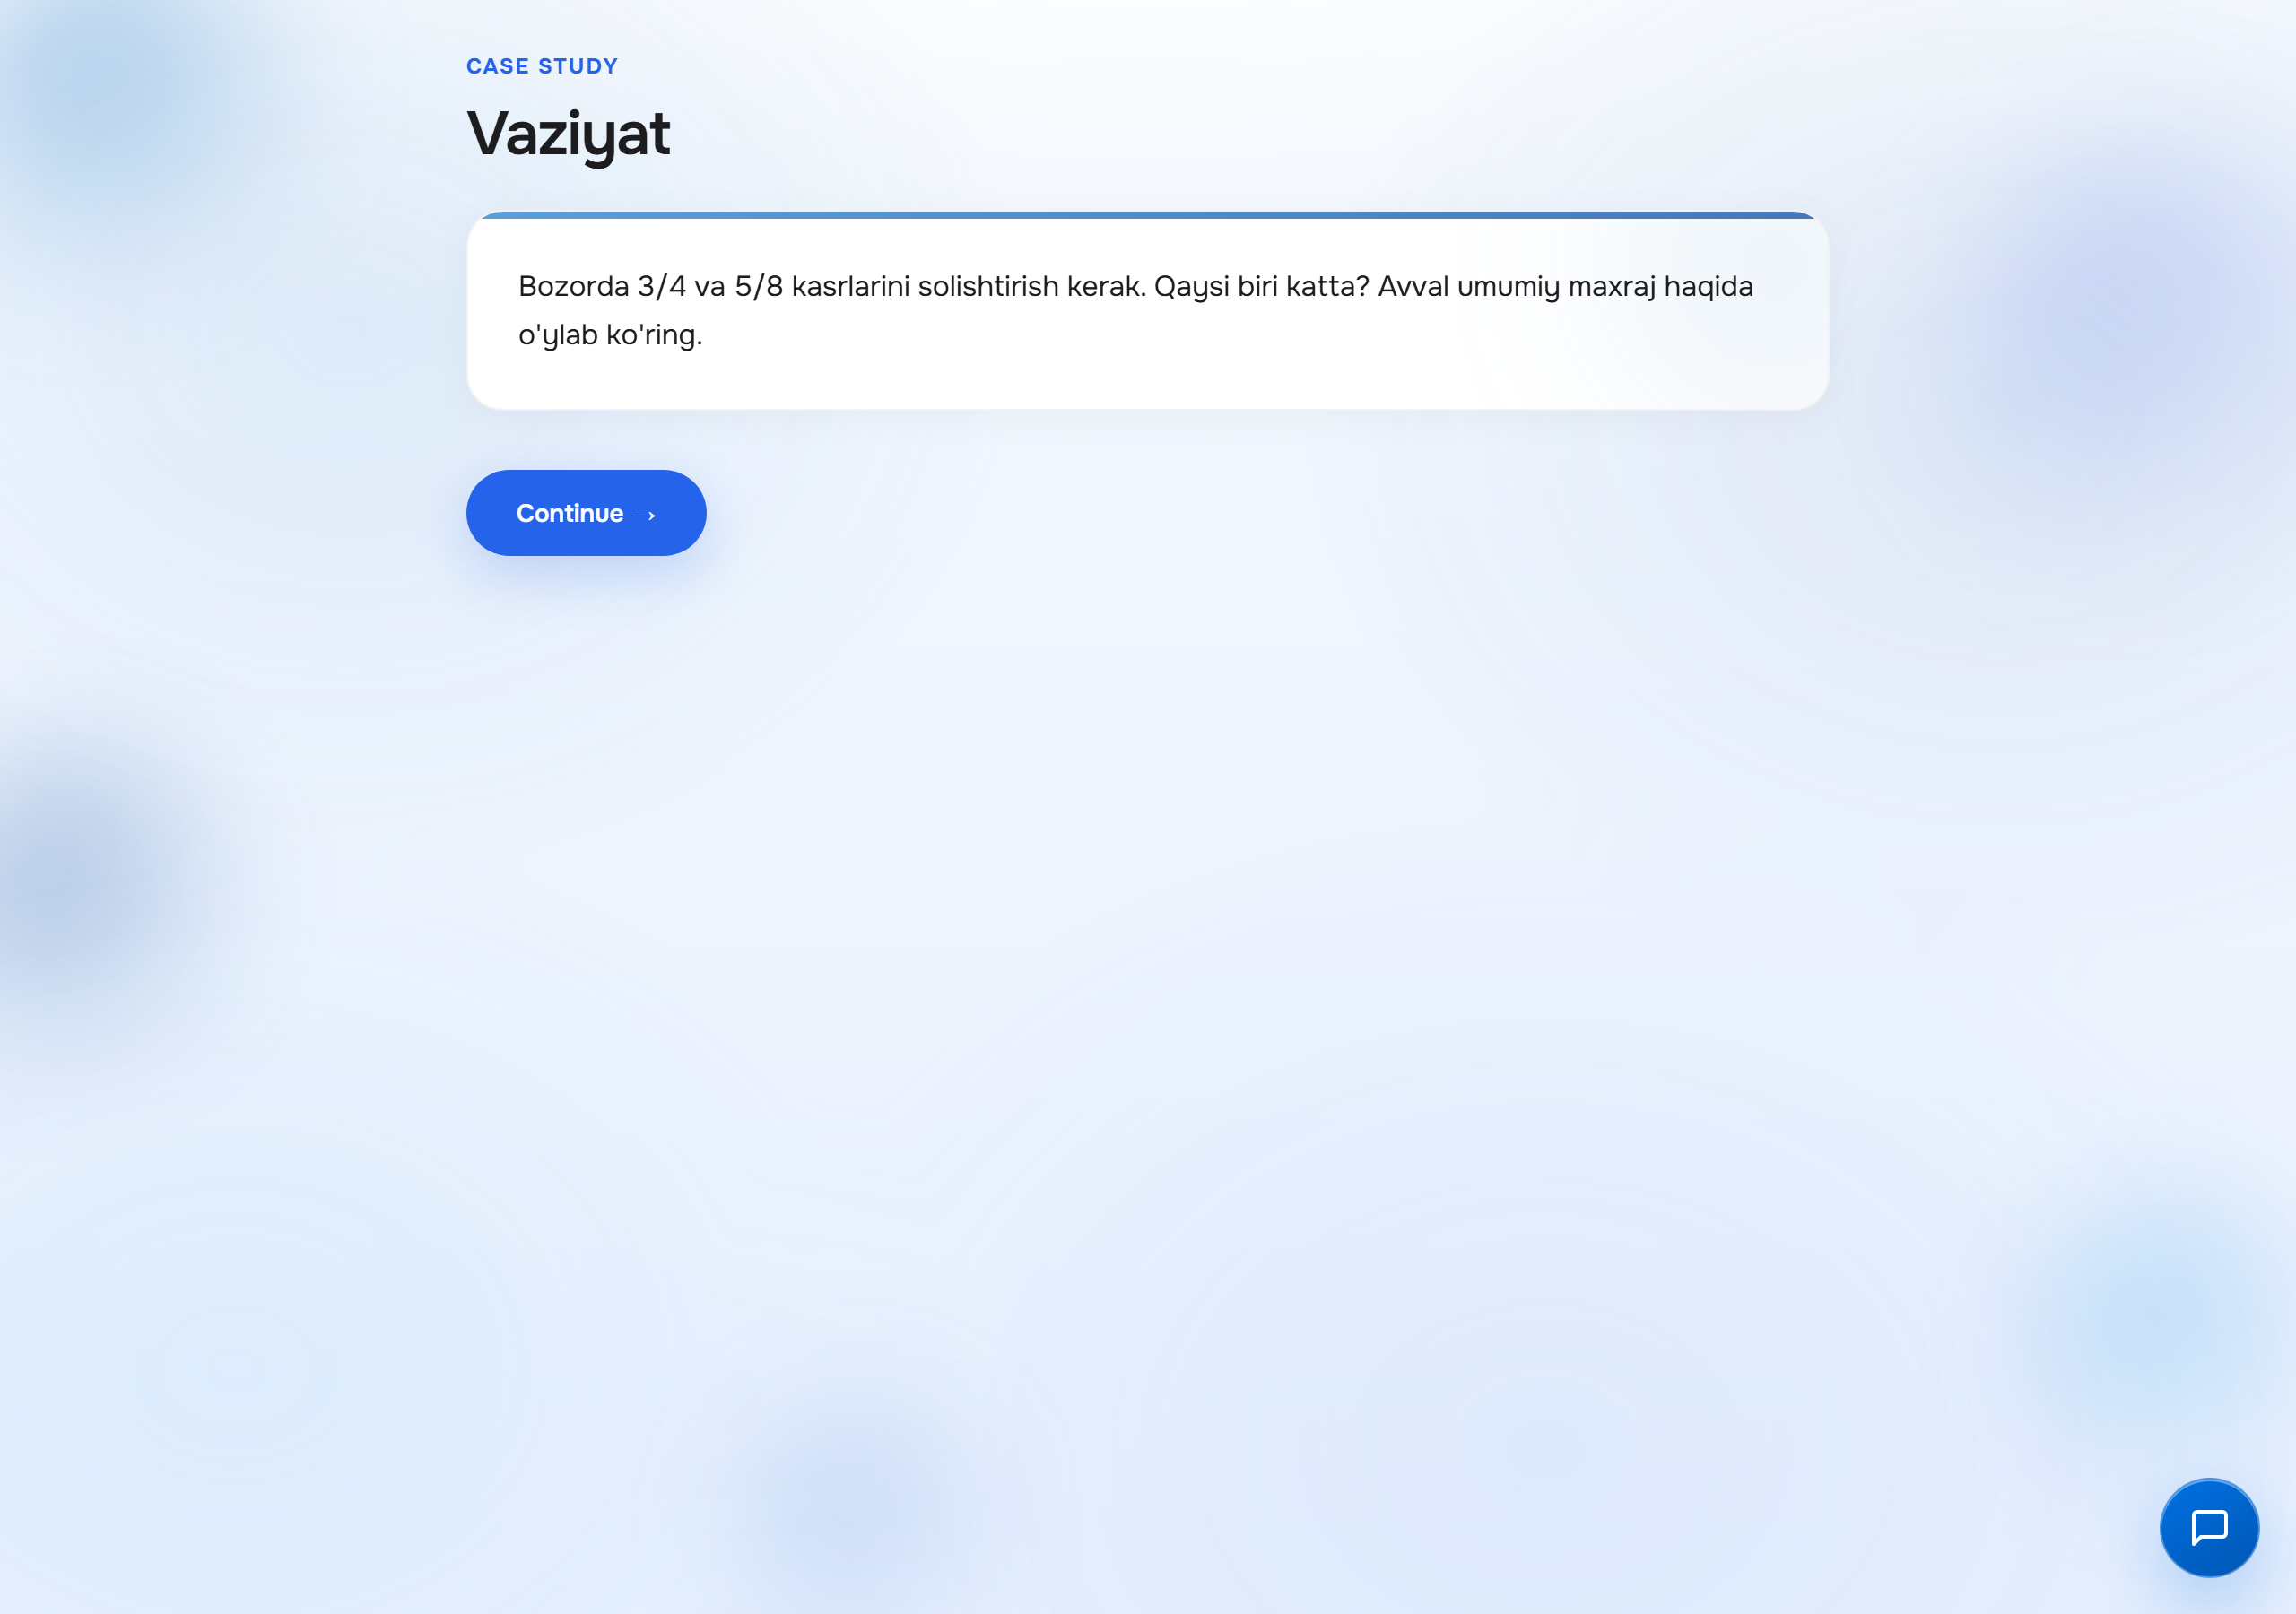 CASE STUDY
Vaziyat
Bozorda 3/4 va 5/8 kasrlarini solishtirish kerak. Qaysi biri katta? Avval umumiy maxraj haqida
o'ylab ko'ring.
Continue →